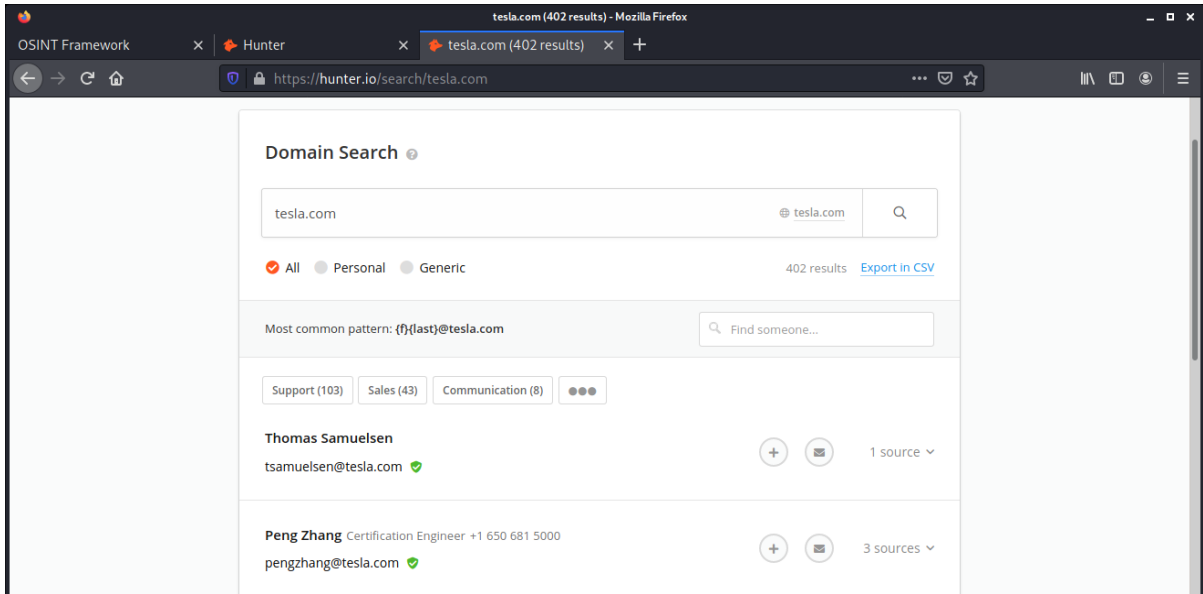 tesla.com (402 results) - Mozilla Firefox
OSINT Framework
Hunter
tesla.com (402 results)
https://hunter.io/search/tesla.com
Domain Search
tesla.com
tesla.com
All Personal Generic
402 results Export in CSV
Most common pattern: {f}{last}@tesla.com
Find someone...
Support (103) Sales (43) Communication (8)
Thomas Samuelsen
tsamuelsen@tesla.com
1 source
Peng Zhang Certification Engineer +1 650 681 5000
pengzhang@tesla.com
3 sources